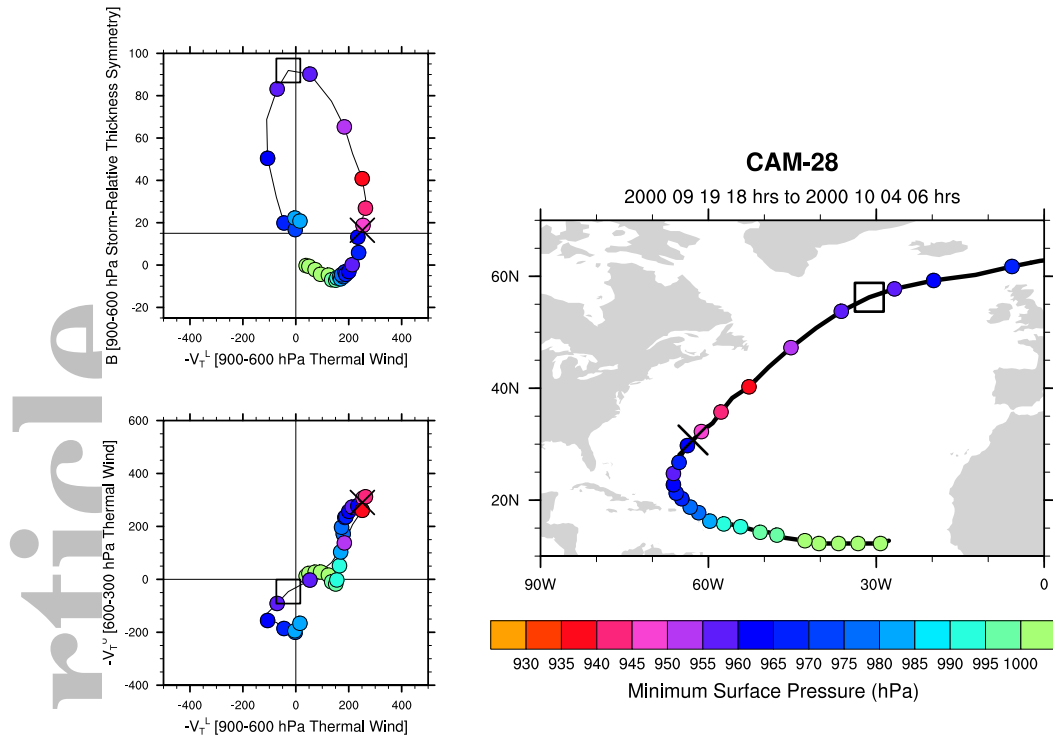 rticle
B [900-600 hPa Storm-Relative Thickness Symmetry]
100
80
60
40
20
0
-20
-400 -200 0 200 400
-V_T^L [900-600 hPa Thermal Wind]
-V_T^U [600-300 hPa Thermal Wind]
600
400
200
0
-200
-400
-400 -200 0 200 400
-V_T^L [900-600 hPa Thermal Wind]
CAM-28
2000 09 19 18 hrs to 2000 10 04 06 hrs
60N
40N
20N
90W 60W 30W 0
930 935 940 945 950 955 960 965 970 975 980 985 990 995 1000
Minimum Surface Pressure (hPa)